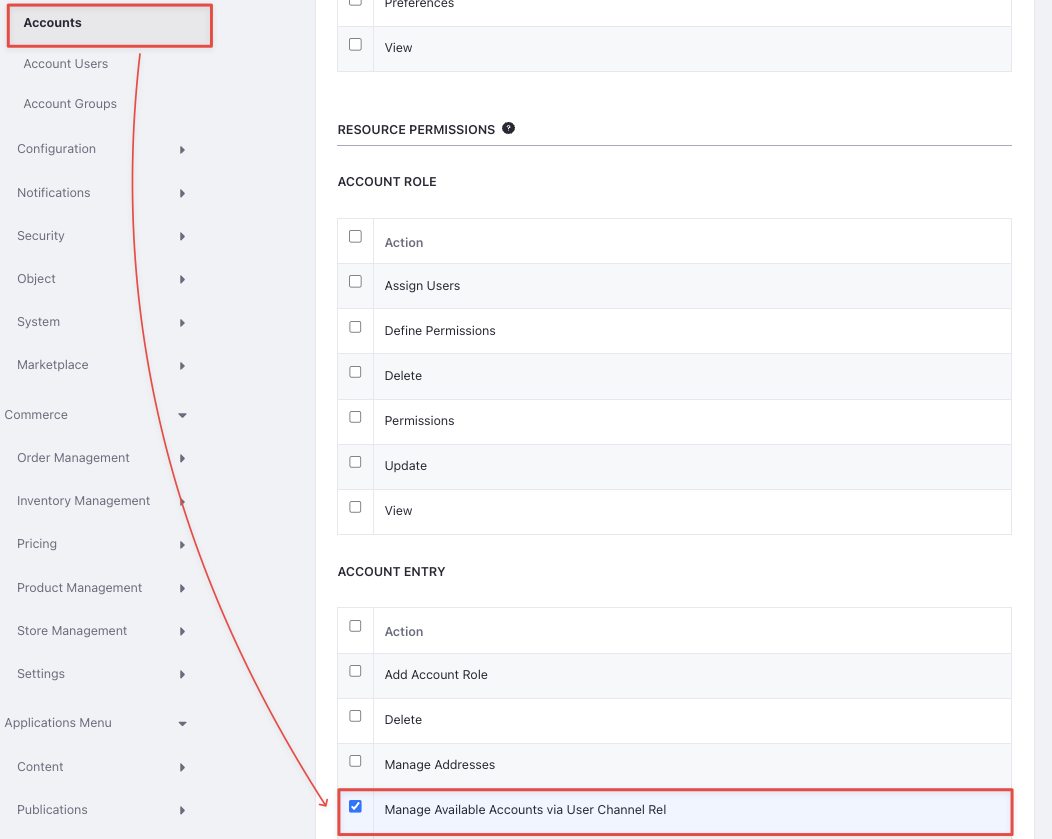 Accounts
Account Users
Account Groups
Configuration
Notifications
Security
Object
System
Marketplace
Commerce
Order Management
Inventory Management
Pricing
Product Management
Store Management
Settings
Applications Menu
Content
Publications
Preferences
View
RESOURCE PERMISSIONS ?
ACCOUNT ROLE
Action
Assign Users
Define Permissions
Delete
Permissions
Update
View
ACCOUNT ENTRY
Action
Add Account Role
Delete
Manage Addresses
Manage Available Accounts via User Channel Rel